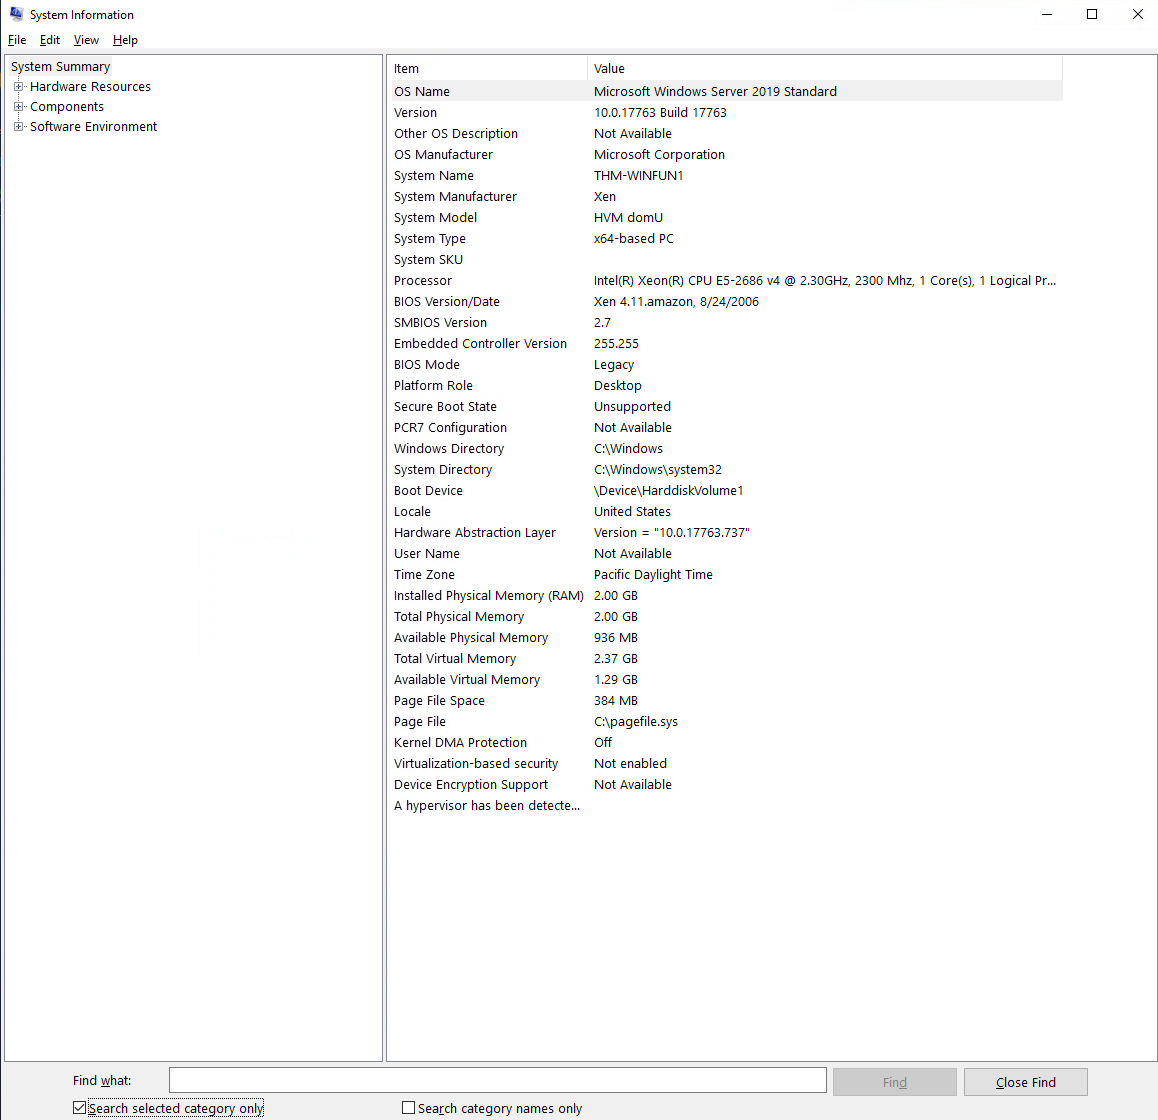 System Information
File Edit View Help
System Summary
Hardware Resources
Components
Software Environment
Item Value
OS Name Microsoft Windows Server 2019 Standard
Version 10.0.17763 Build 17763
Other OS Description Not Available
OS Manufacturer Microsoft Corporation
System Name THM-WINFUN1
System Manufacturer Xen
System Model HVM domU
System Type x64-based PC
System SKU
Processor Intel(R) Xeon(R) CPU E5-2686 v4 @ 2.30GHz, 2300 Mhz, 1 Core(s), 1 Logical Pr...
BIOS Version/Date Xen 4.11.amazon, 8/24/2006
SMBIOS Version 2.7
Embedded Controller Version 255.255
BIOS Mode Legacy
Platform Role Desktop
Secure Boot State Unsupported
PCR7 Configuration Not Available
Windows Directory C:\Windows
System Directory C:\Windows\system32
Boot Device \Device\HarddiskVolume1
Locale United States
Hardware Abstraction Layer Version = "10.0.17763.737"
User Name Not Available
Time Zone Pacific Daylight Time
Installed Physical Memory (RAM) 2.00 GB
Total Physical Memory 2.00 GB
Available Physical Memory 936 MB
Total Virtual Memory 2.37 GB
Available Virtual Memory 1.29 GB
Page File Space 384 MB
Page File C:\pagefile.sys
Kernel DMA Protection Off
Virtualization-based security Not enabled
Device Encryption Support Not Available
A hypervisor has been detecte...
Find what: Find Close Find
Search selected category only Search category names only